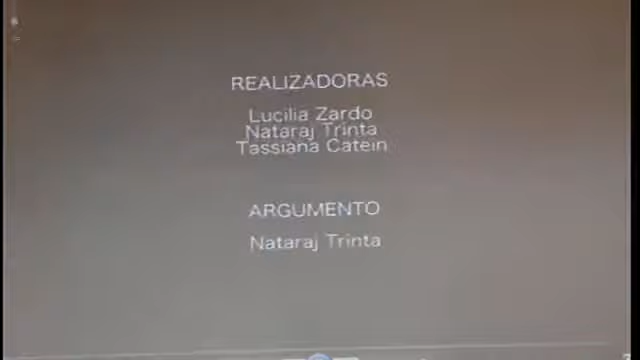 REALIZADORAS
Lucilia Zardo
Nataraj Trinta
Tassiana Catein
ARGUMENTO
Nataraj Trinta